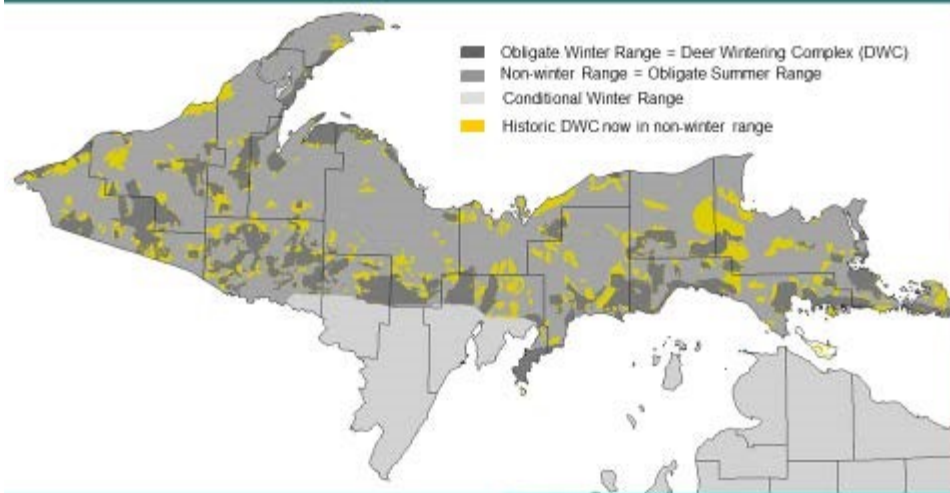 Obligate Winter Range = Deer Wintering Complex (DWC)
Non-winter Range = Obligate Summer Range
Conditional Winter Range
Historic DWC now in non-winter range